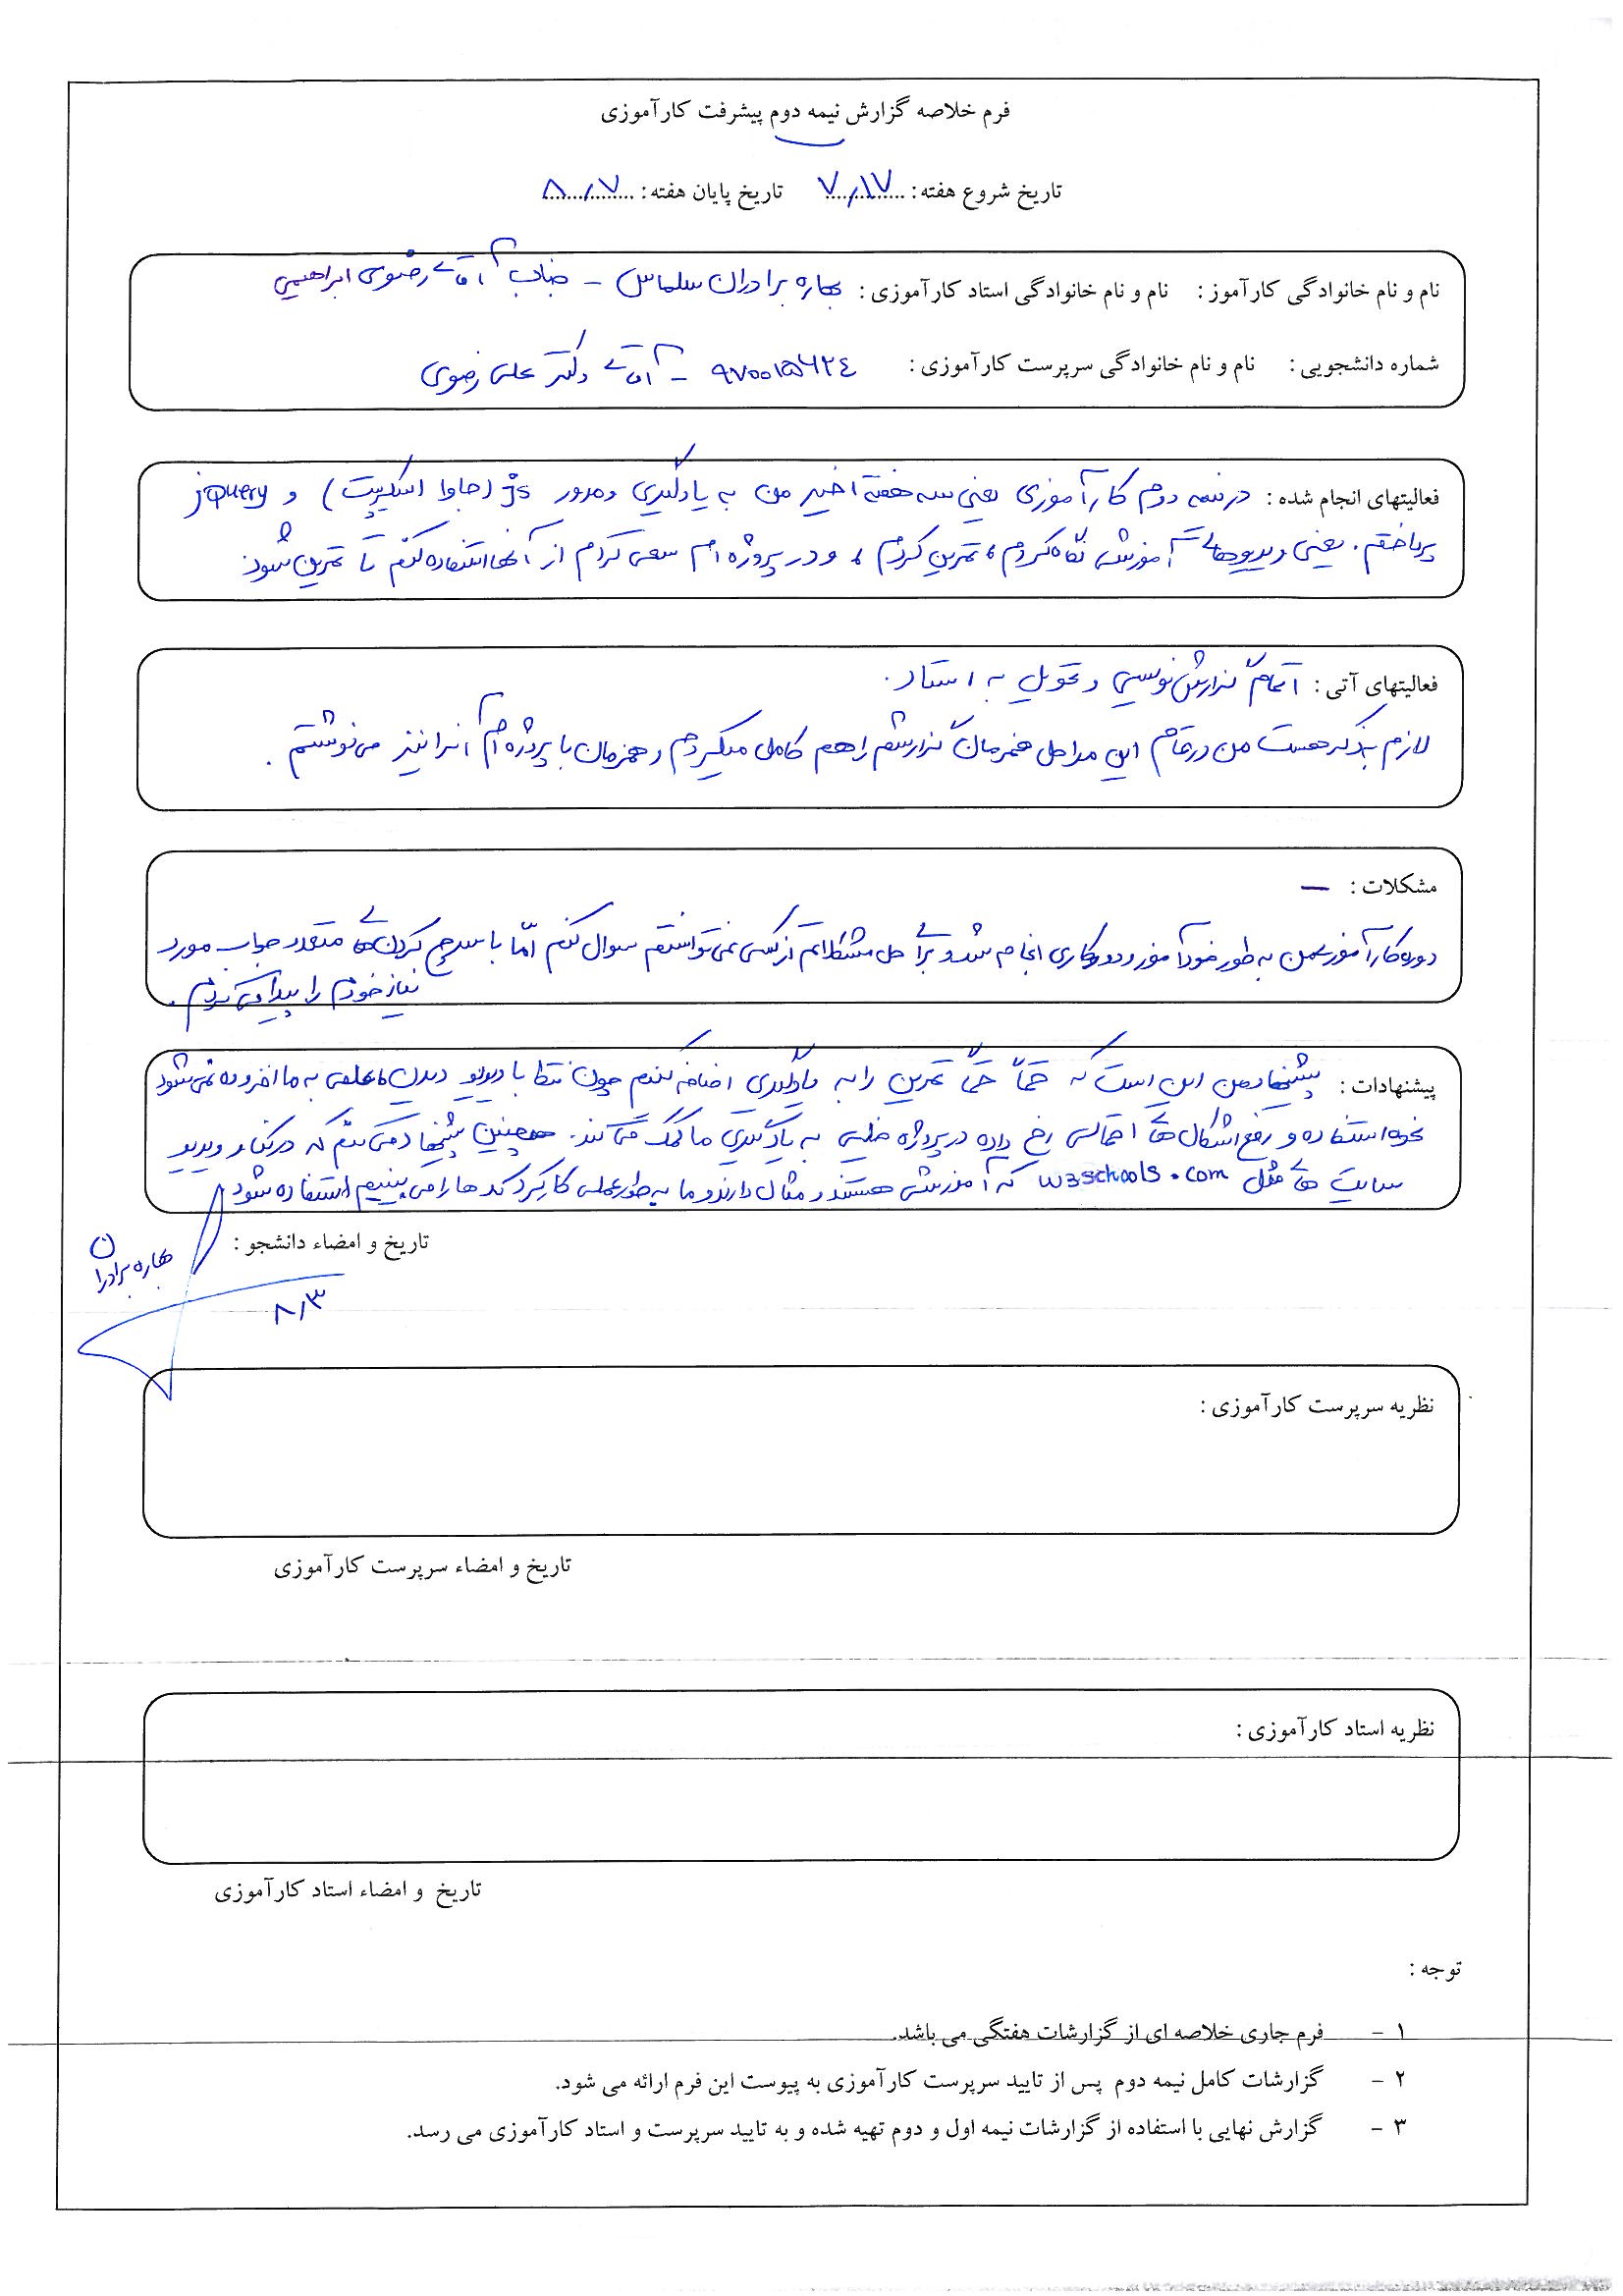 فرم خلاصه گزارش نیمه دوم پیشرفت کارآموزی
تاریخ شروع هفته : ۷/۱۷ تاریخ پایان هفته : ۸/۷
نام و نام خانوادگی کارآموز : نام و نام خانوادگی استاد کارآموزی : بهاره برادران سلماس - جناب آقای رضوی ابراهیمی
شماره دانشجویی : نام و نام خانوادگی سرپرست کارآموزی : - آقای دکتر علی رضوی
فعالیتهای انجام شده : در نیمه دوم کارآموزی یعنی سه هفته اخیر من به یادگیری و مرور js (جاوا اسکریپت) و jQuery
پرداختم. یعنی ویدیوهای آموزشی نگاه کردم، تمرین کردم، و در پروژه ام سعی کردم از آنها استفاده کنم تا تمرین شود
فعالیتهای آتی : اتمام گزارش نویسی و تحویل به استاد.
لازم بذکر هست من در تمام این مراحل همزمان گزارشم را هم کامل میکردم و همزمان با پروژه ام آنرا نیز می نوشتم.
مشکلات : —
دوره کارآموزی من به طور خودآموز و دورکاری انجام شد و برای حل مشکلاتم از کسی نمی توانستم سوال کنم امّا با سرچ کردن های متعدد جواب مورد
نیاز خودم را پیدا می کردم.
پیشنهادات : پیشنهاد من این است که حتماً حتماً تمرین را به یادگیری اضافه کنیم چون فقط با ویدیو دیدن، علمی به ما افزوده نمی شود
نحوه استفاده و رفع اشکال های احتمالی رخ داده در پروژه خیلی به یادگیری ما کمک می کند. همچنین پیشنهاد می کنم که در کنار ویدیو
سایت های مثل w3schools.com که آموزشی هستند و مثال دارند و ما به طور عملی کارکرد کد ها را می بینیم استفاده شود
تاریخ و امضاء دانشجو :
بهاره برادران
۸/۳
نظریه سرپرست کارآموزی :
تاریخ و امضاء سرپرست کارآموزی
نظریه استاد کارآموزی :
تاریخ و امضاء استاد کارآموزی
توجه :
۱ - فرم جاری خلاصه ای از گزارشات هفتگی می باشد.
۲ - گزارشات کامل نیمه دوم پس از تایید سرپرست کارآموزی به پیوست این فرم ارائه می شود.
۳ - گزارش نهایی با استفاده از گزارشات نیمه اول و دوم تهیه شده و به تایید سرپرست و استاد کارآموزی می رسد.